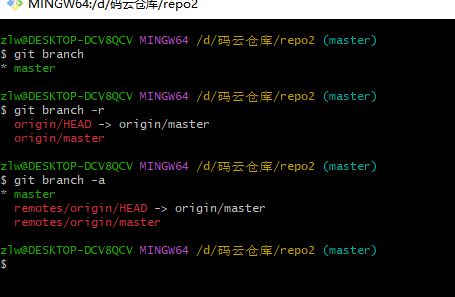 MINGW64:/d/码云仓库/repo2
zlw@DESKTOP-DCV8QCV MINGW64 /d/码云仓库/repo2 (master)
$ git branch
* master
zlw@DESKTOP-DCV8QCV MINGW64 /d/码云仓库/repo2 (master)
$ git branch -r
origin/HEAD -> origin/master
origin/master
zlw@DESKTOP-DCV8QCV MINGW64 /d/码云仓库/repo2 (master)
$ git branch -a
* master
remotes/origin/HEAD -> origin/master
remotes/origin/master
zlw@DESKTOP-DCV8QCV MINGW64 /d/码云仓库/repo2 (master)
$